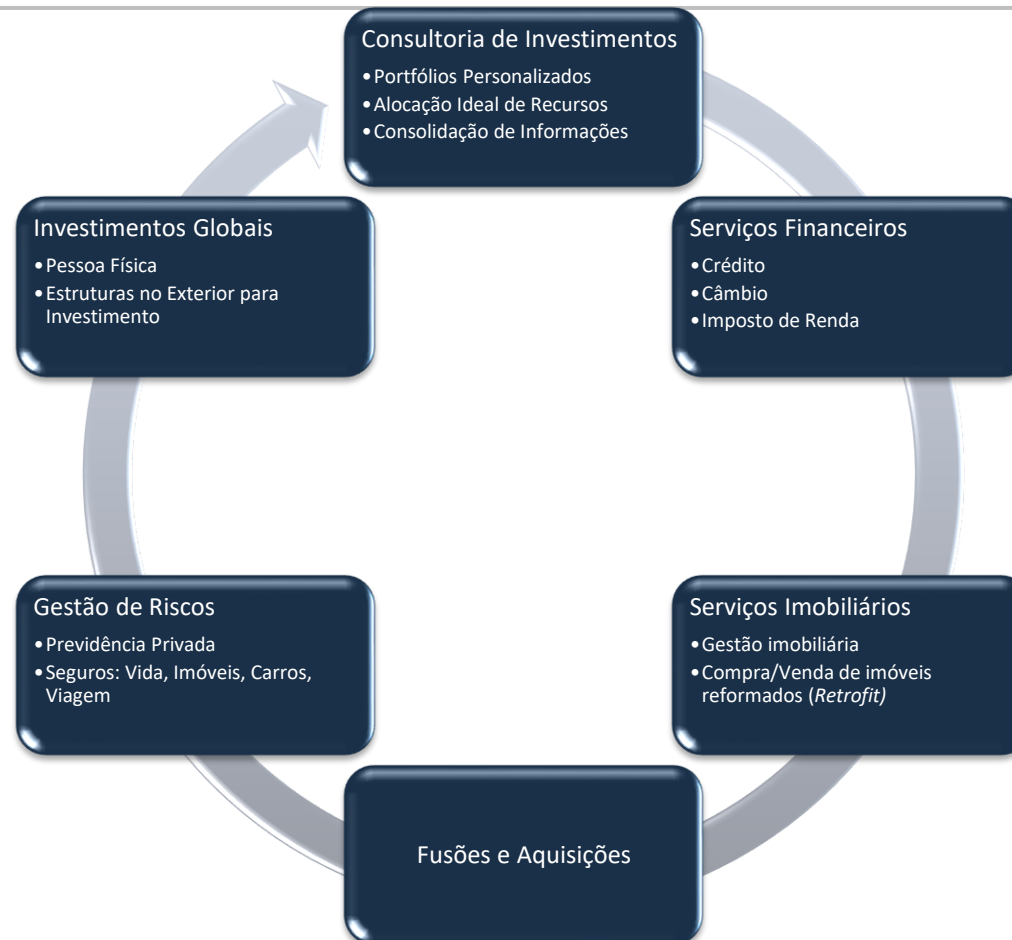 Consultoria de Investimentos
•Portfólios Personalizados
•Alocação Ideal de Recursos
•Consolidação de Informações
Serviços Financeiros
•Crédito
•Câmbio
•Imposto de Renda
Serviços Imobiliários
•Gestão imobiliária
•Compra/Venda de imóveis
reformados (Retrofit)
Fusões e Aquisições
Gestão de Riscos
•Previdência Privada
•Seguros: Vida, Imóveis, Carros,
Viagem
Investimentos Globais
•Pessoa Física
•Estruturas no Exterior para
Investimento